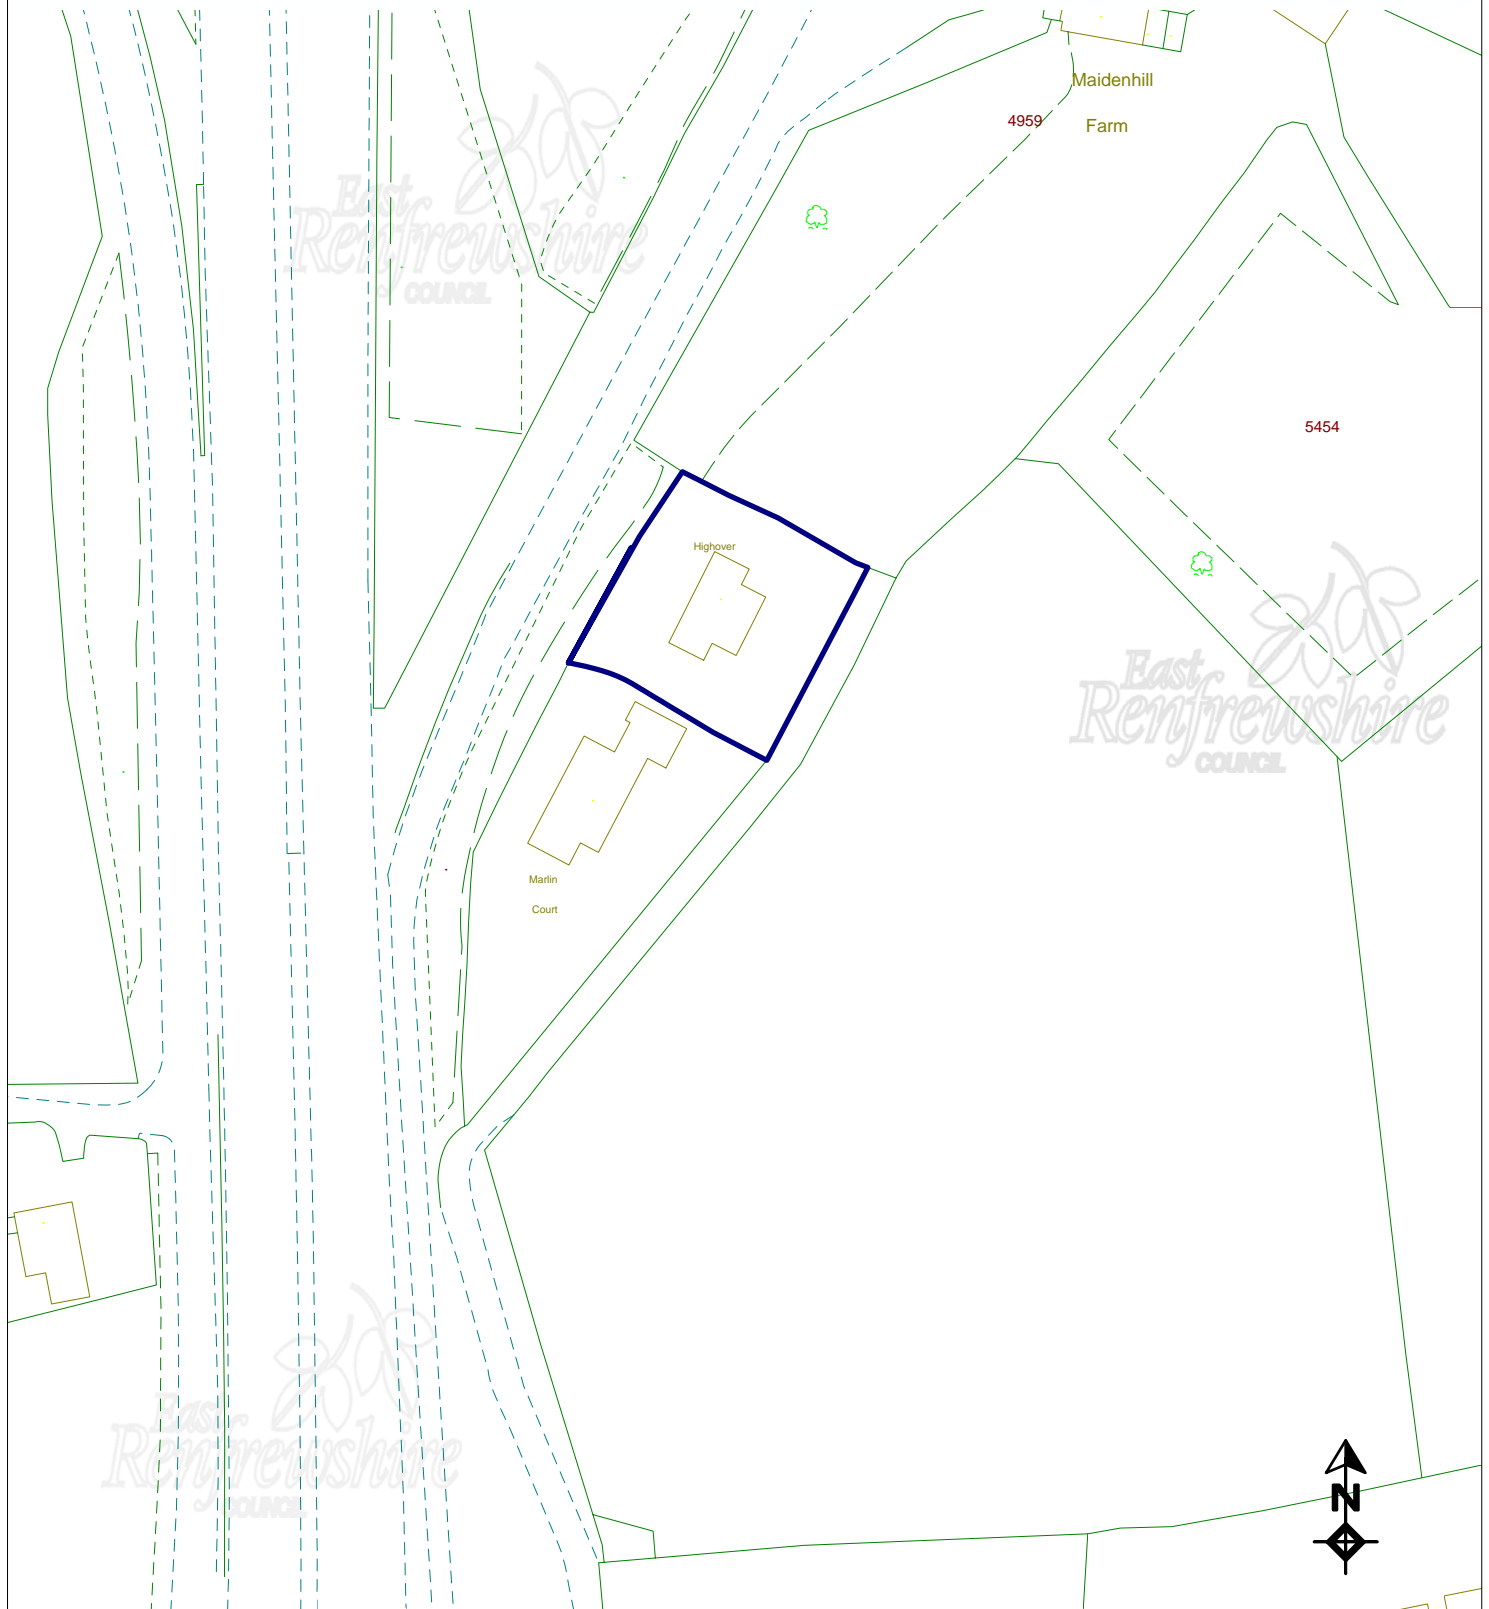 Maidenhill
4959
Farm
East
Renfrewshire
COUNCIL
5454
Highover
East
Renfrewshire
COUNCIL
Marlin
Court
East
Renfrewshire
COUNCIL
N